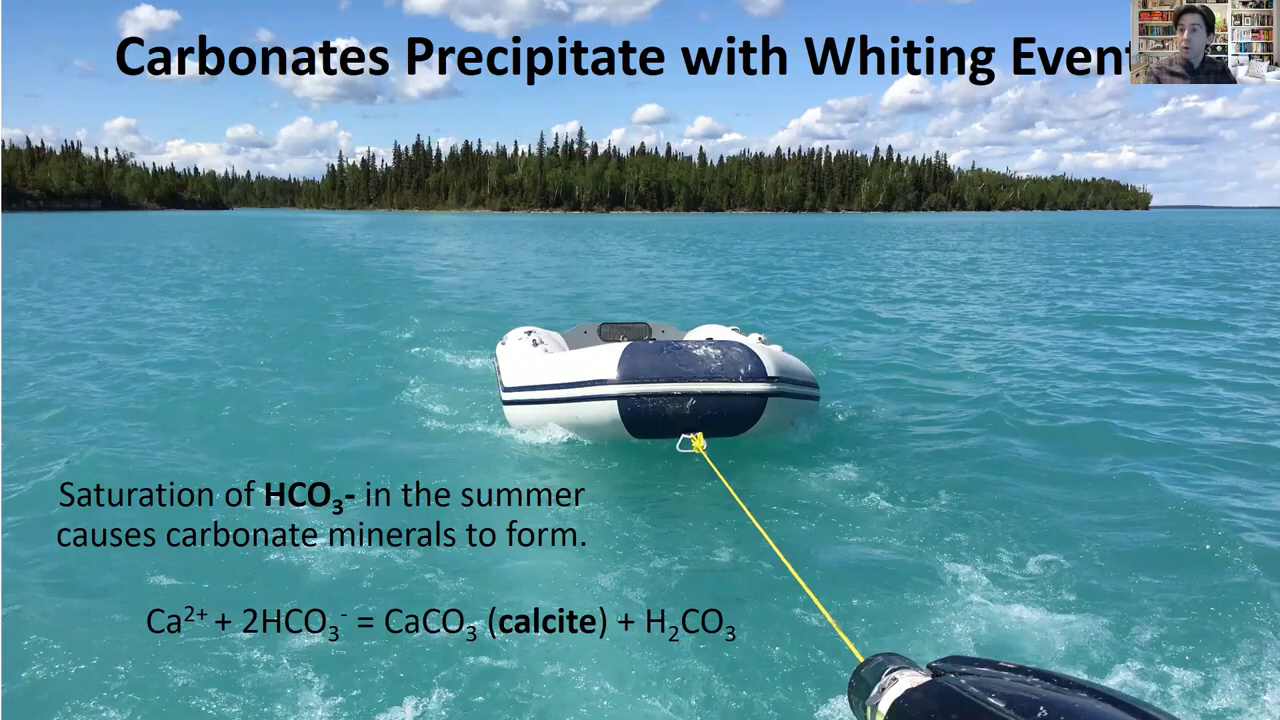 Carbonates Precipitate with Whiting Event
Saturation of HCO₃- in the summer
causes carbonate minerals to form.
Ca²⁺ + 2HCO₃⁻ = CaCO₃ (calcite) + H₂CO₃